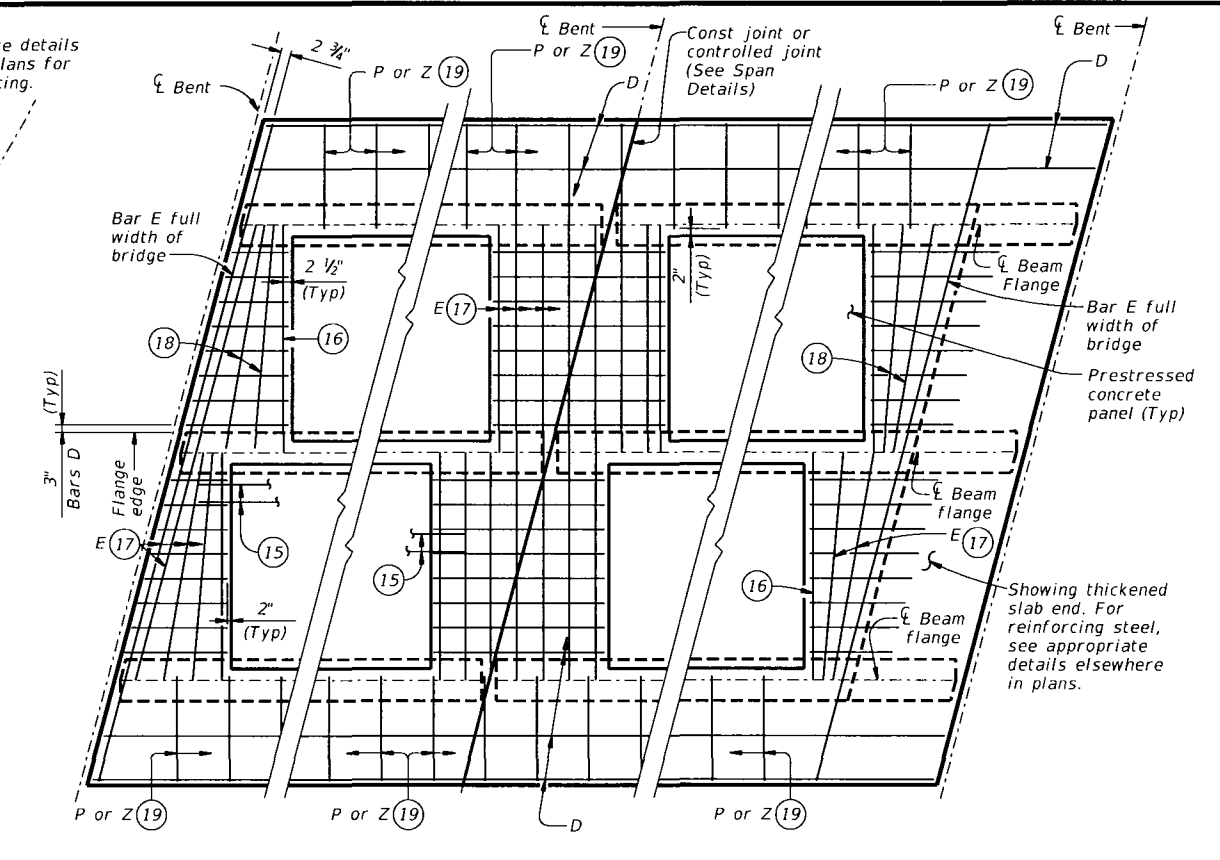 e details
lans for
cing.
2 ¾"
℄ Bent
P or Z 19
℄ Bent
P or Z 19
D
Const joint or
controlled joint
(See Span
Details)
℄ Bent
D
P or Z 19
Bar E full
width of
bridge
2 ½"
(Typ)
E 17
2"
(Typ)
℄ Beam
Flange
Bar E full
width of
bridge
18
16
18
Prestressed
concrete
panel (Typ)
(Typ)
3"
Bars D
Flange
edge
℄ Beam
flange
E 17
15
15
E 17
16
2"
(Typ)
℄ Beam
flange
Showing thickened
slab end. For
reinforcing steel,
see appropriate
details elsewhere
in plans.
P or Z 19
P or Z 19
D
P or Z 19